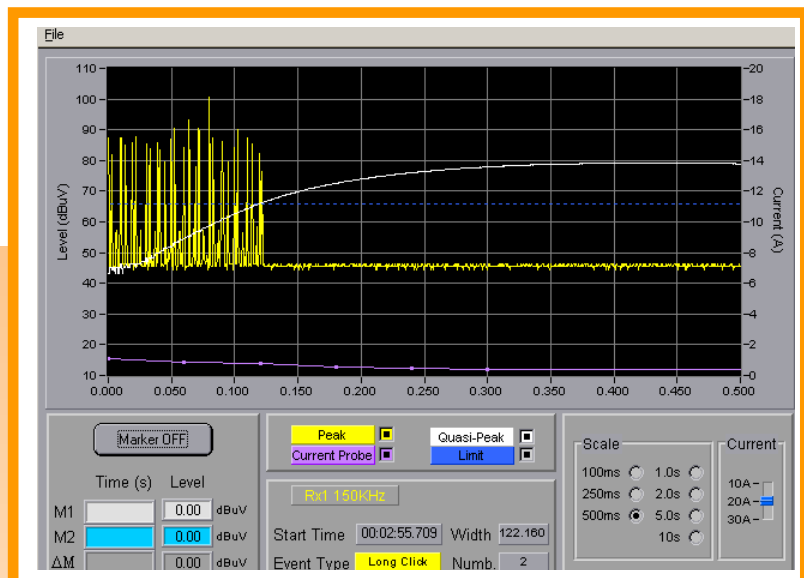 File
110
100
90
80
70
60
50
40
30
20
10
Level (dBuV)
-20
-18
-16
-14
-12
-10
-8
-6
-4
-2
-0
Current (A)
0.000 0.050 0.100 0.150 0.200 0.250 0.300 0.350 0.400 0.450 0.500
Marker OFF
Time (s) Level
M1 0.00 dBuV
M2 0.00 dBuV
ΔM 0.00 dBuV
Peak Quasi-Peak
Current Probe Limit
Rx1 150KHz
Start Time 00:02:55.709 Width 122.160
Event Type Long Click Numb. 2
Scale
100ms 1.0s
250ms 2.0s
500ms 5.0s
10s
Current
10A
20A
30A